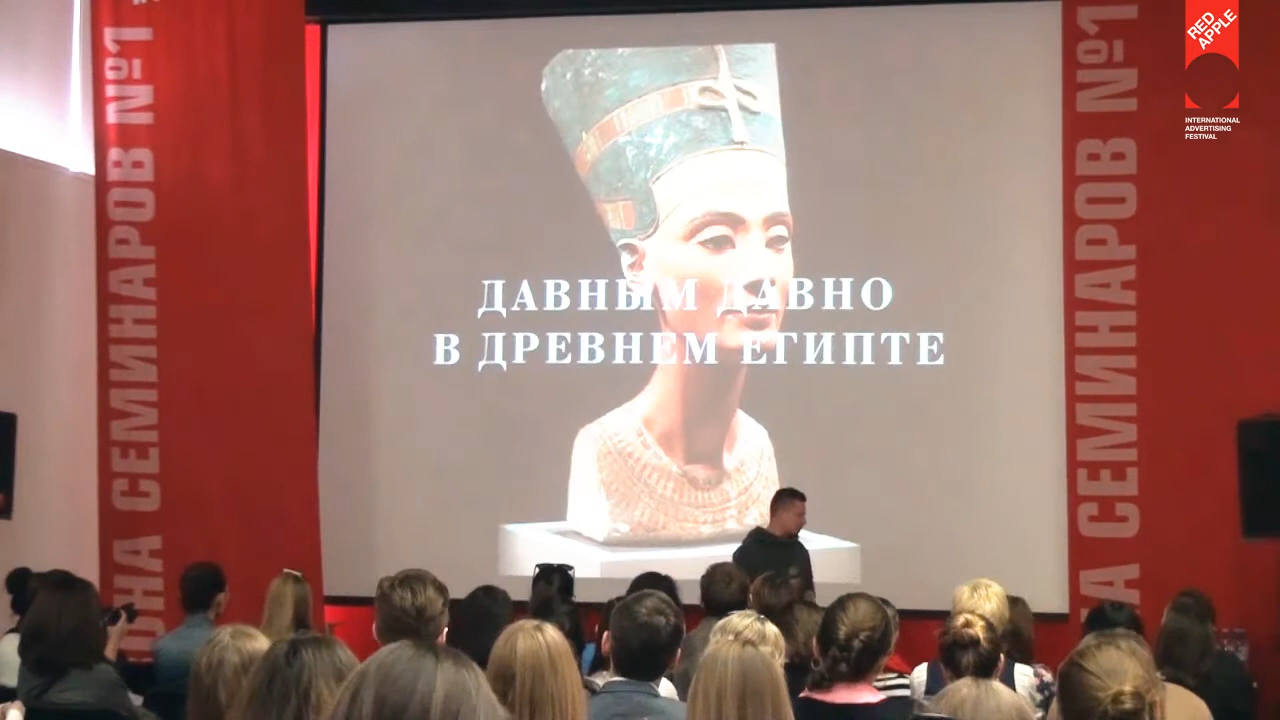 ДАВНЫМ ДАВНО
В ДРЕВНЕМ ЕГИПТЕ
СЕМИНАРОВ №1
СЕМИНАРОВ №1
RED
APPLE
INTERNATIONAL
ADVERTISING
FESTIVAL